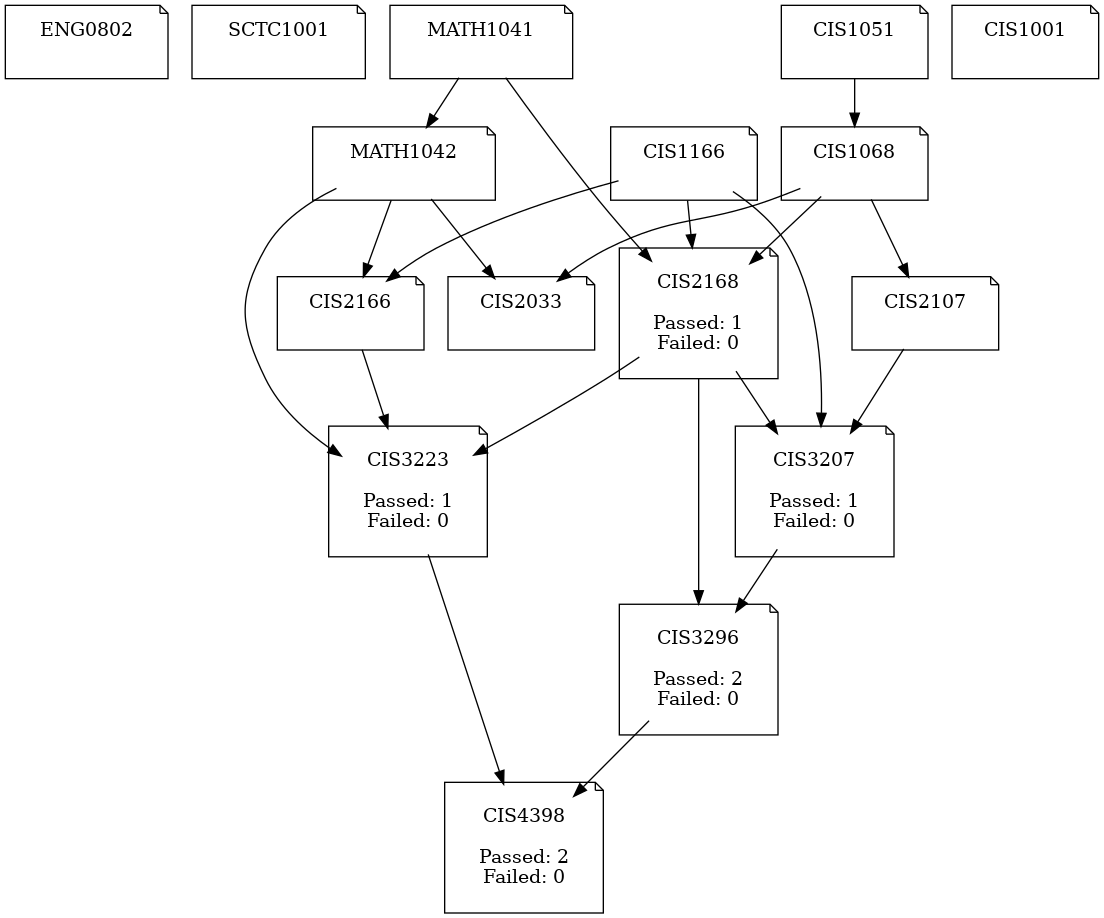 ENG0802
SCTC1001
MATH1041
CIS1051
CIS1001
MATH1042
CIS1166
CIS1068
CIS2166
CIS2033
CIS2168
Passed: 1
Failed: 0
CIS2107
CIS3223
Passed: 1
Failed: 0
CIS3207
Passed: 1
Failed: 0
CIS3296
Passed: 2
Failed: 0
CIS4398
Passed: 2
Failed: 0